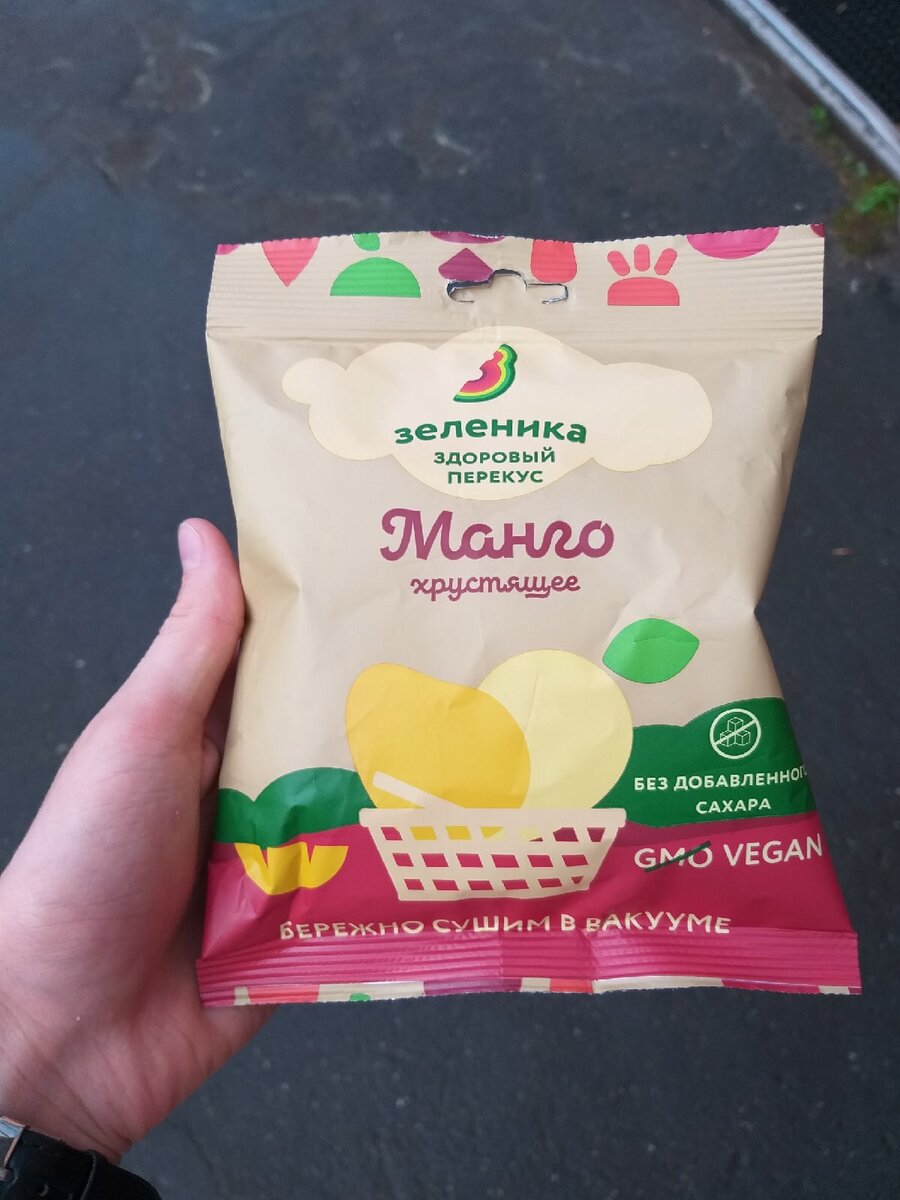 зеленика
ЗДОРОВЫЙ
ПЕРЕКУС
Манго
хрустящее
БЕЗ ДОБАВЛЕННОГО
САХАРА
GMO VEGAN
БЕРЕЖНО СУШИМ В ВАКУУМЕ